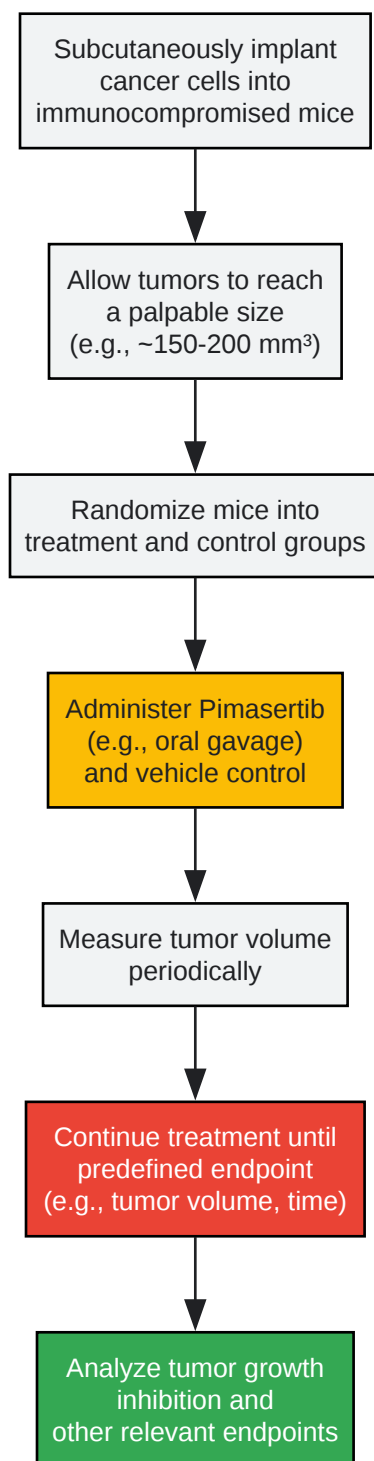 Subcutaneously implant
cancer cells into
immunocompromised mice
Allow tumors to reach
a palpable size
(e.g., ~150-200 mm³)
Randomize mice into
treatment and control groups
Administer Pimasertib
(e.g., oral gavage)
and vehicle control
Measure tumor volume
periodically
Continue treatment until
predefined endpoint
(e.g., tumor volume, time)
Analyze tumor growth
inhibition and
other relevant endpoints